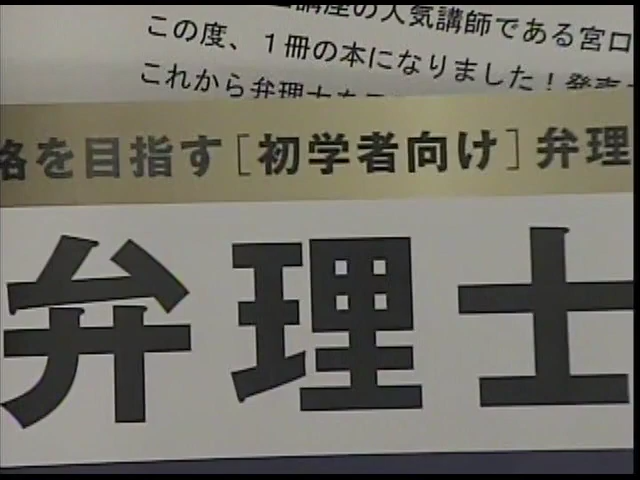 講座の人気講師である宮口
この度、１冊の本になりました！発売
これから弁理士を
格を目指す[初学者向け]弁理
弁理士